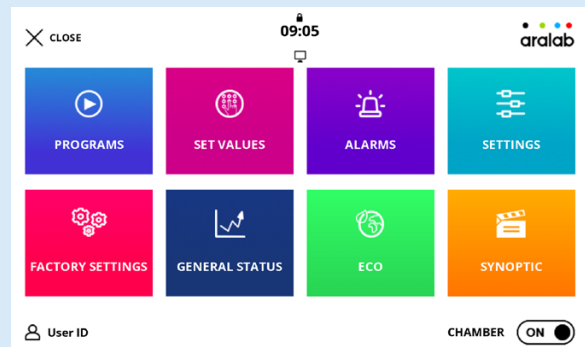 CLOSE
09:05
aralab
PROGRAMS
SET VALUES
ALARMS
SETTINGS
FACTORY SETTINGS
GENERAL STATUS
ECO
SYNOPTIC
User ID
CHAMBER
ON